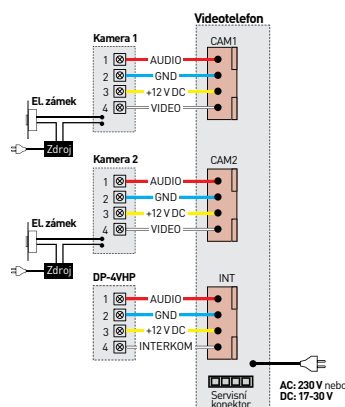 Videotelefon
Kamera 1
CAM1
1 AUDIO
2 GND
3 +12 V DC
4 VIDEO
El. zámek
Zdroj
Kamera 2
CAM2
1 AUDIO
2 GND
3 +12 V DC
4 VIDEO
El. zámek
Zdroj
DP-4VHP
INT
1 AUDIO
2 GND
3 +12 V DC
4 INTERKOM
AC: 230 V nebo
DC: 17-30 V
Servisní
konektor